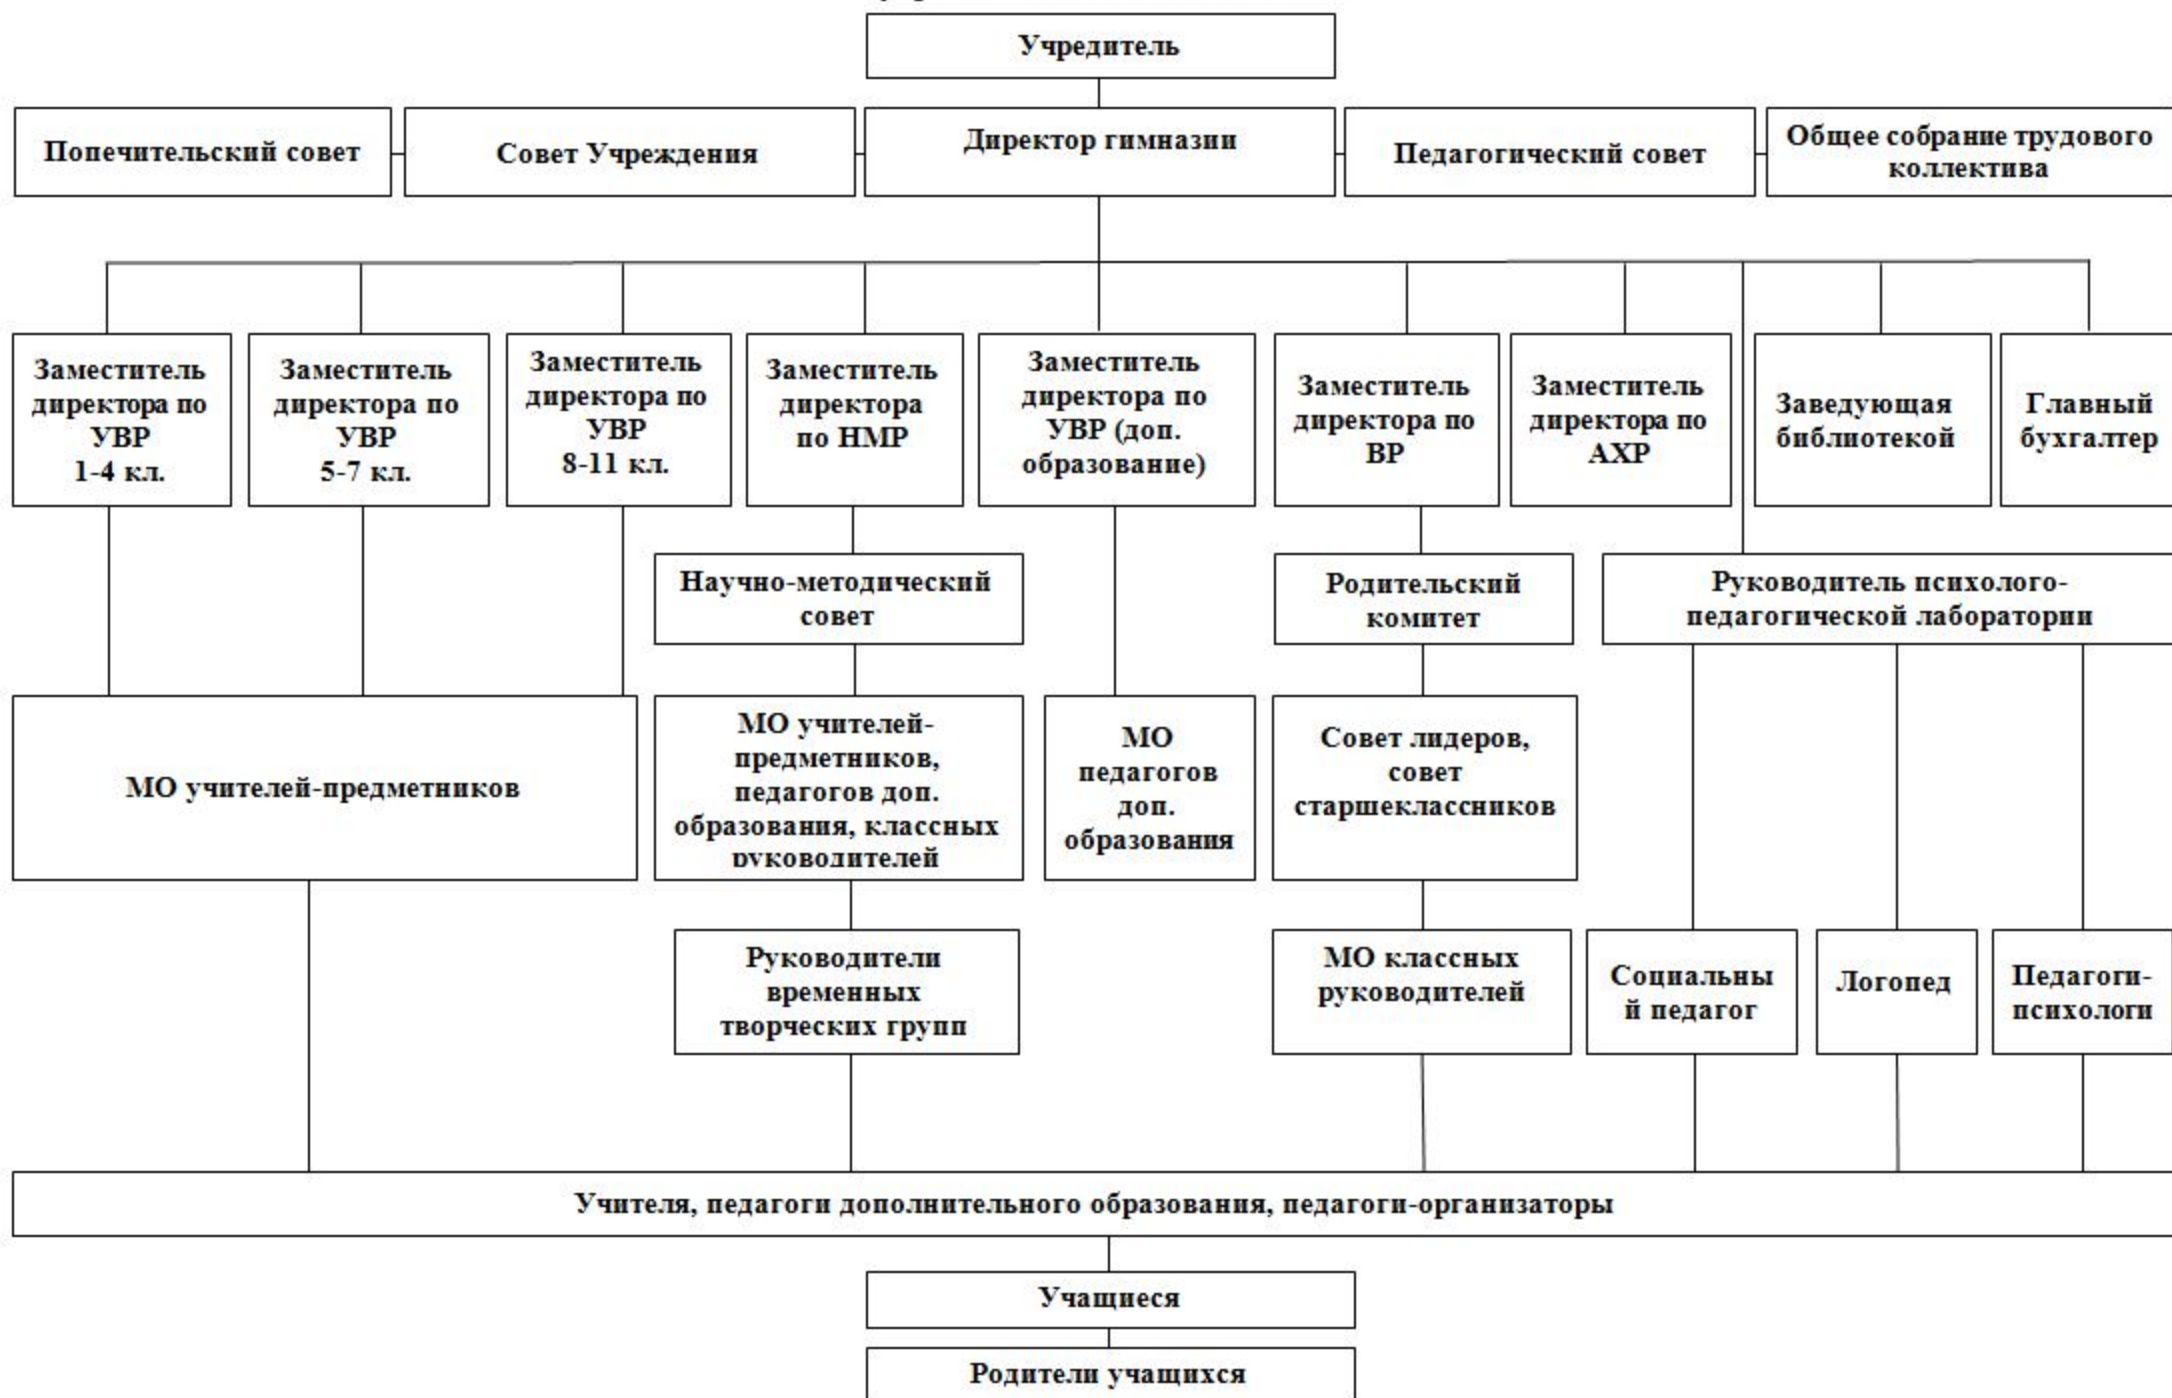 Учредитель
Попечительский совет
Совет Учреждения
Директор гимназии
Педагогический совет
Общее собрание трудового
коллектива
Заместитель
директора по
УВР
1-4 кл.
Заместитель
директора по
УВР
5-7 кл.
Заместитель
директора по
УВР
8-11 кл.
Заместитель
директора
по НМР
Заместитель
директора по
УВР (доп.
образование)
Заместитель
директора по
ВР
Заместитель
директора по
АХР
Заведующая
библиотекой
Главный
бухгалтер
Научно-методический
совет
Родительский
комитет
Руководитель психолого-
педагогической лаборатории
МО учителей-предметников
МО учителей-
предметников,
педагогов доп.
образования, классных
руководителей
МО
педагогов
доп.
образования
Совет лидеров,
совет
старшеклассников
Руководители
временных
творческих групп
МО классных
руководителей
Социальны
й педагог
Логопед
Педагоги-
психологи
Учителя, педагоги дополнительного образования, педагоги-организаторы
Учащиеся
Родители учащихся